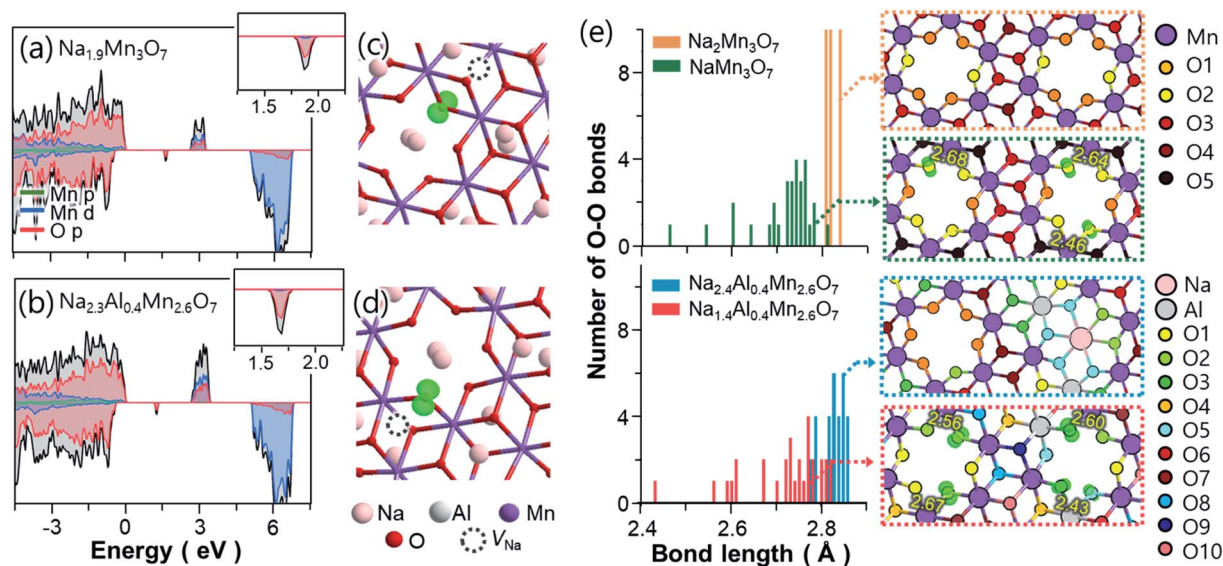 (a) Na1.9Mn3O7
1.5 2.0
Mn p
Mn d
O p
(b) Na2.3Al0.4Mn2.6O7
1.5 2.0
-3 0 3 6
Energy ( eV )
(c)
(d)
Na Al Mn
O VNa
(e)
Number of O-O bonds
8
4
0
Na2Mn3O7
NaMn3O7
8
4
0
Na2.4Al0.4Mn2.6O7
Na1.4Al0.4Mn2.6O7
2.4 2.6 2.8
Bond length ( Å )
2.68 2.64
2.46
2.56 2.60
2.67 2.43
Mn
O1
O2
O3
O4
O5
Na
Al
O1
O2
O3
O4
O5
O6
O7
O8
O9
O10